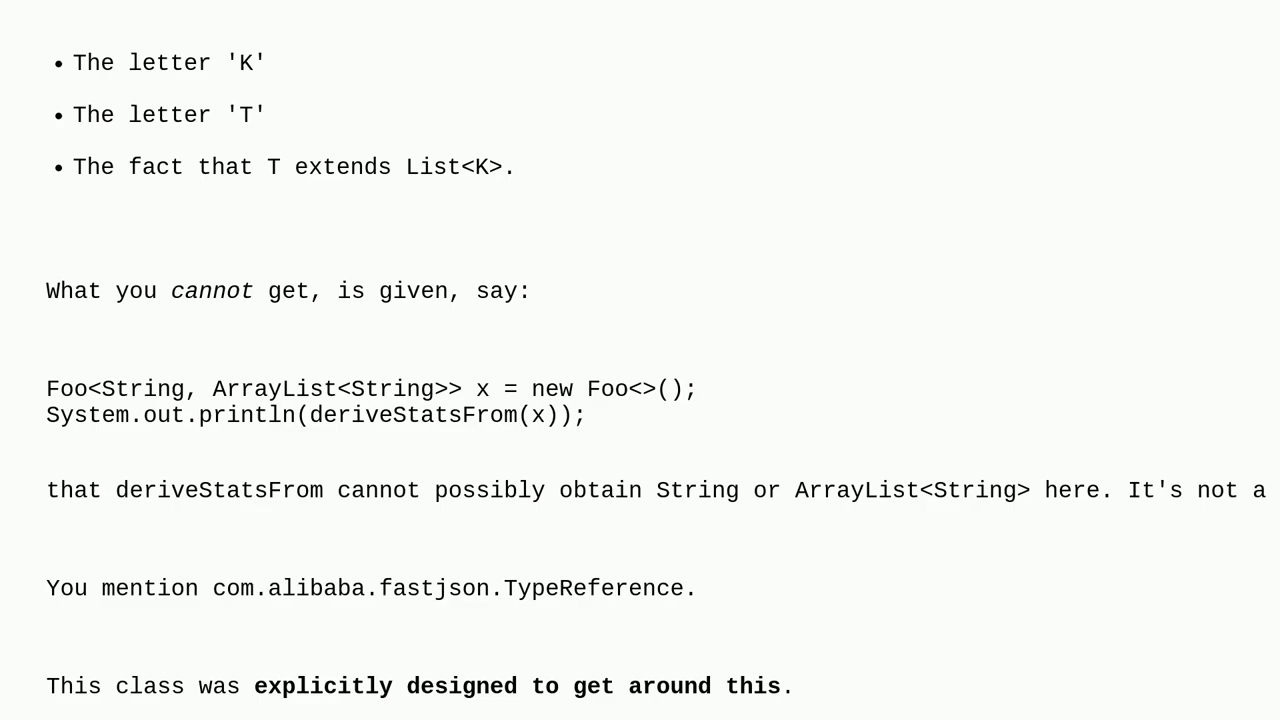 • The letter 'K'
• The letter 'T'
• The fact that T extends List<K>.
What you cannot get, is given, say:
Foo<String, ArrayList<String>> x = new Foo<>();
System.out.println(deriveStatsFrom(x));
that deriveStatsFrom cannot possibly obtain String or ArrayList<String> here. It's not a
You mention com.alibaba.fastjson.TypeReference.
This class was explicitly designed to get around this.